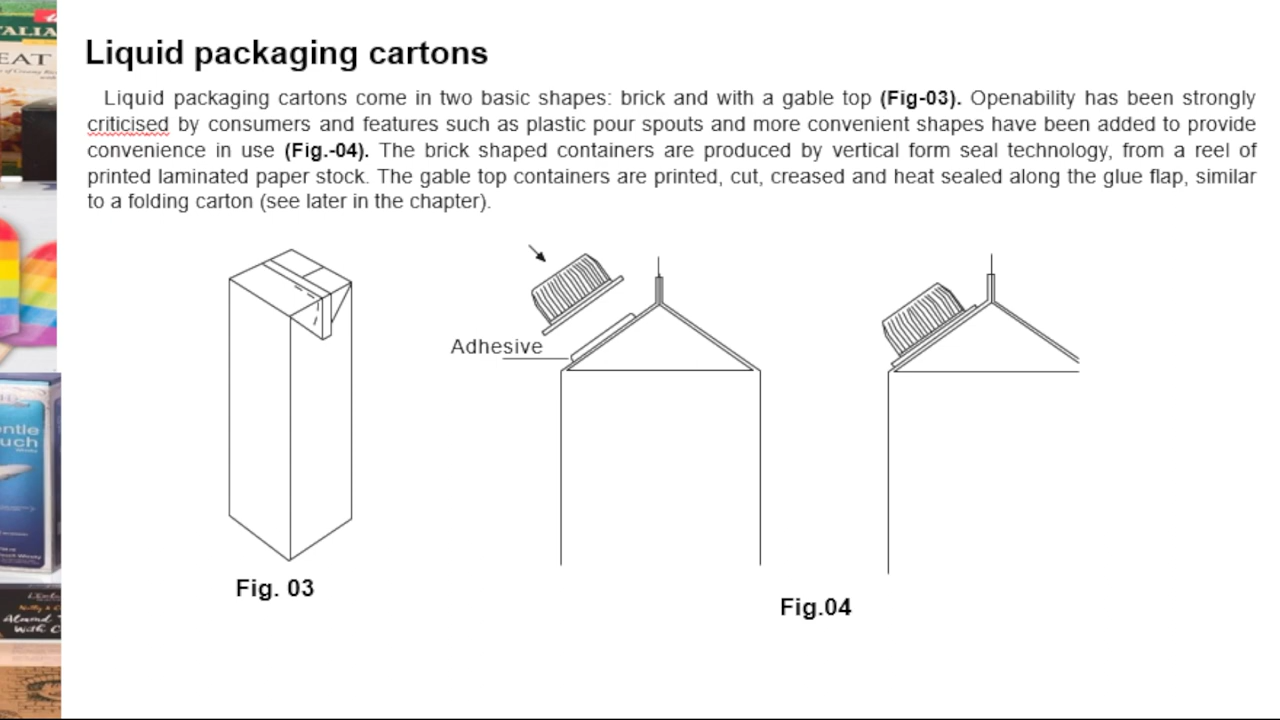 Liquid packaging cartons
Liquid packaging cartons come in two basic shapes: brick and with a gable top (Fig-03). Openability has been strongly
criticised by consumers and features such as plastic pour spouts and more convenient shapes have been added to provide
convenience in use (Fig.-04). The brick shaped containers are produced by vertical form seal technology, from a reel of
printed laminated paper stock. The gable top containers are printed, cut, creased and heat sealed along the glue flap, similar
to a folding carton (see later in the chapter).
Adhesive
Fig. 03
Fig.04
TALIA
EAT
entle
uch
Almond
With C